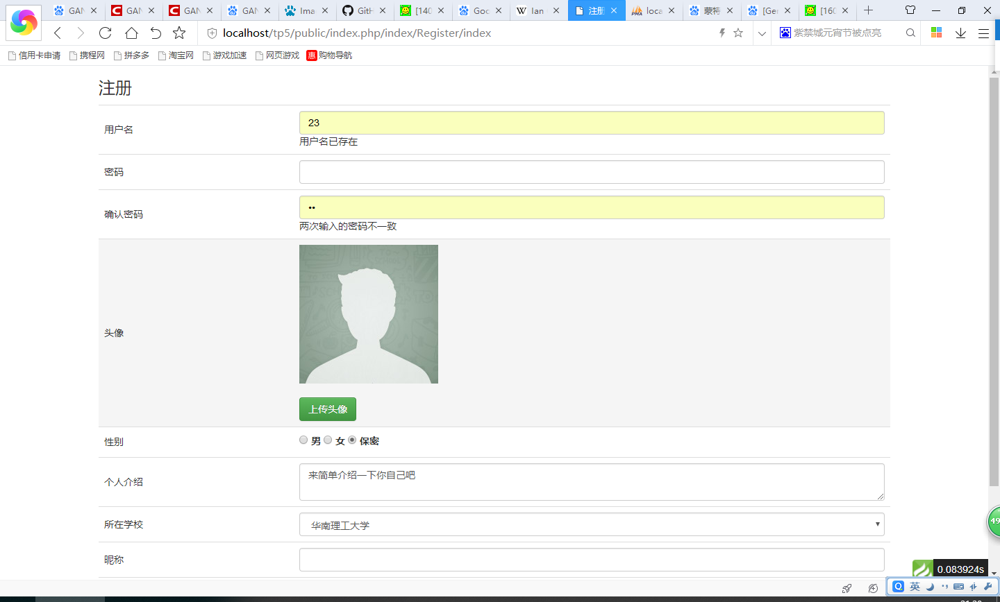 GAN
GAN
GAN
GAN
Ima
GitH
[140
Goo
Ian
注册
loca
蒙特
[Ge
[160
localhost/tp5/public/index.php/index/Register/index
紫禁城元宵节被点亮
信用卡申请 携程网 拼多多 淘宝网 游戏加速 网页游戏 惠 购物导航
注册
用户名
23
用户名已存在
密码
确认密码
••
两次输入的密码不一致
头像
上传头像
性别
男 女 保密
个人介绍
来简单介绍一下你自己吧
所在学校
华南理工大学
昵称
49
0.083924s
英